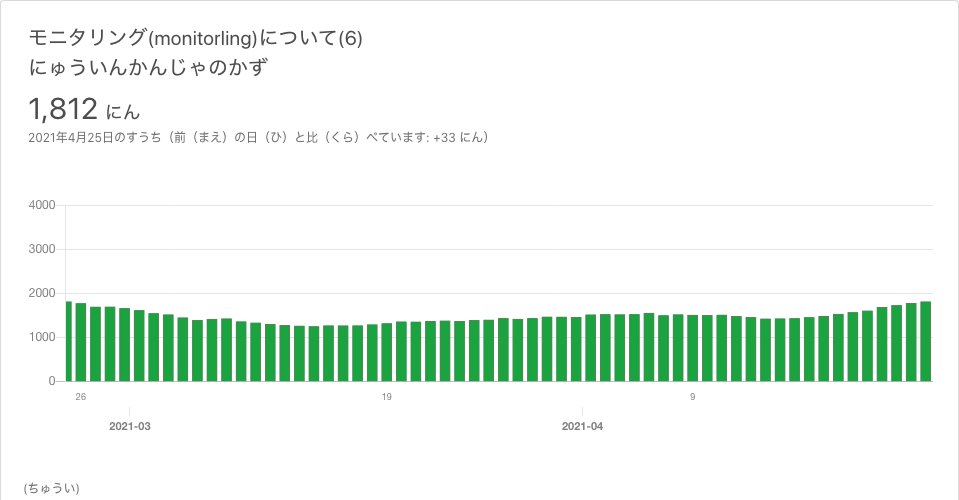 モニタリング(monitorling)について(6)
にゅういんかんじゃのかず
1,812 にん
2021年4月25日のすうち（前（まえ）の日（ひ）と比（くら）べています: +33 にん）
4000
3000
2000
1000
0
26 19 9
2021-03 2021-04
(ちゅうい)